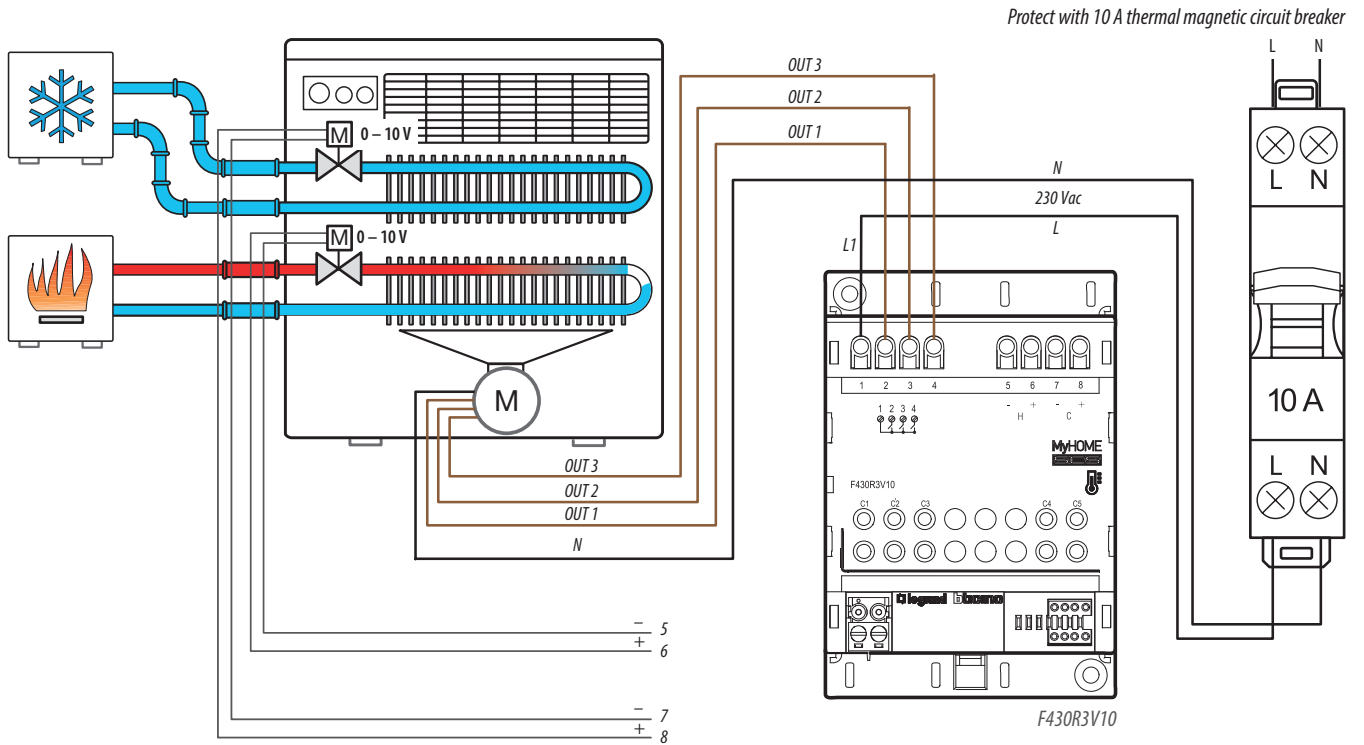 Protect with 10 A thermal magnetic circuit breaker
L N
OUT 3
OUT 2
OUT 1
M 0 – 10 V
N
L N
230 Vac
L
L1
M 0 – 10 V
1 2 3 4 5 6 7 8
- + - +
H C
1 2 3 4
10 A
M
MyHOME
SCS
OUT 3
OUT 2
OUT 1
N
F430R3V10
C1 C2 C3 C4 C5
L N
legrand bticino
– 5
+ 6
– 7
+ 8
F430R3V10